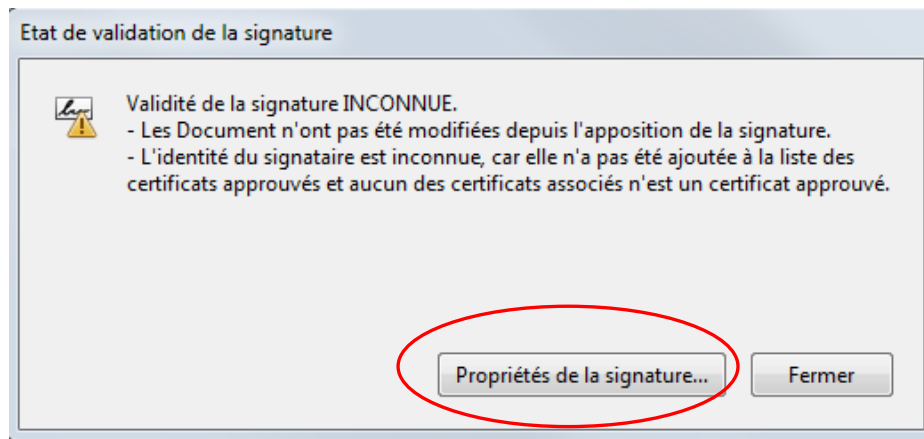 Etat de validation de la signature
Validité de la signature INCONNUE.
- Les Document n'ont pas été modifiées depuis l'apposition de la signature.
- L'identité du signataire est inconnue, car elle n'a pas été ajoutée à la liste des
certificats approuvés et aucun des certificats associés n'est un certificat approuvé.
Propriétés de la signature...
Fermer